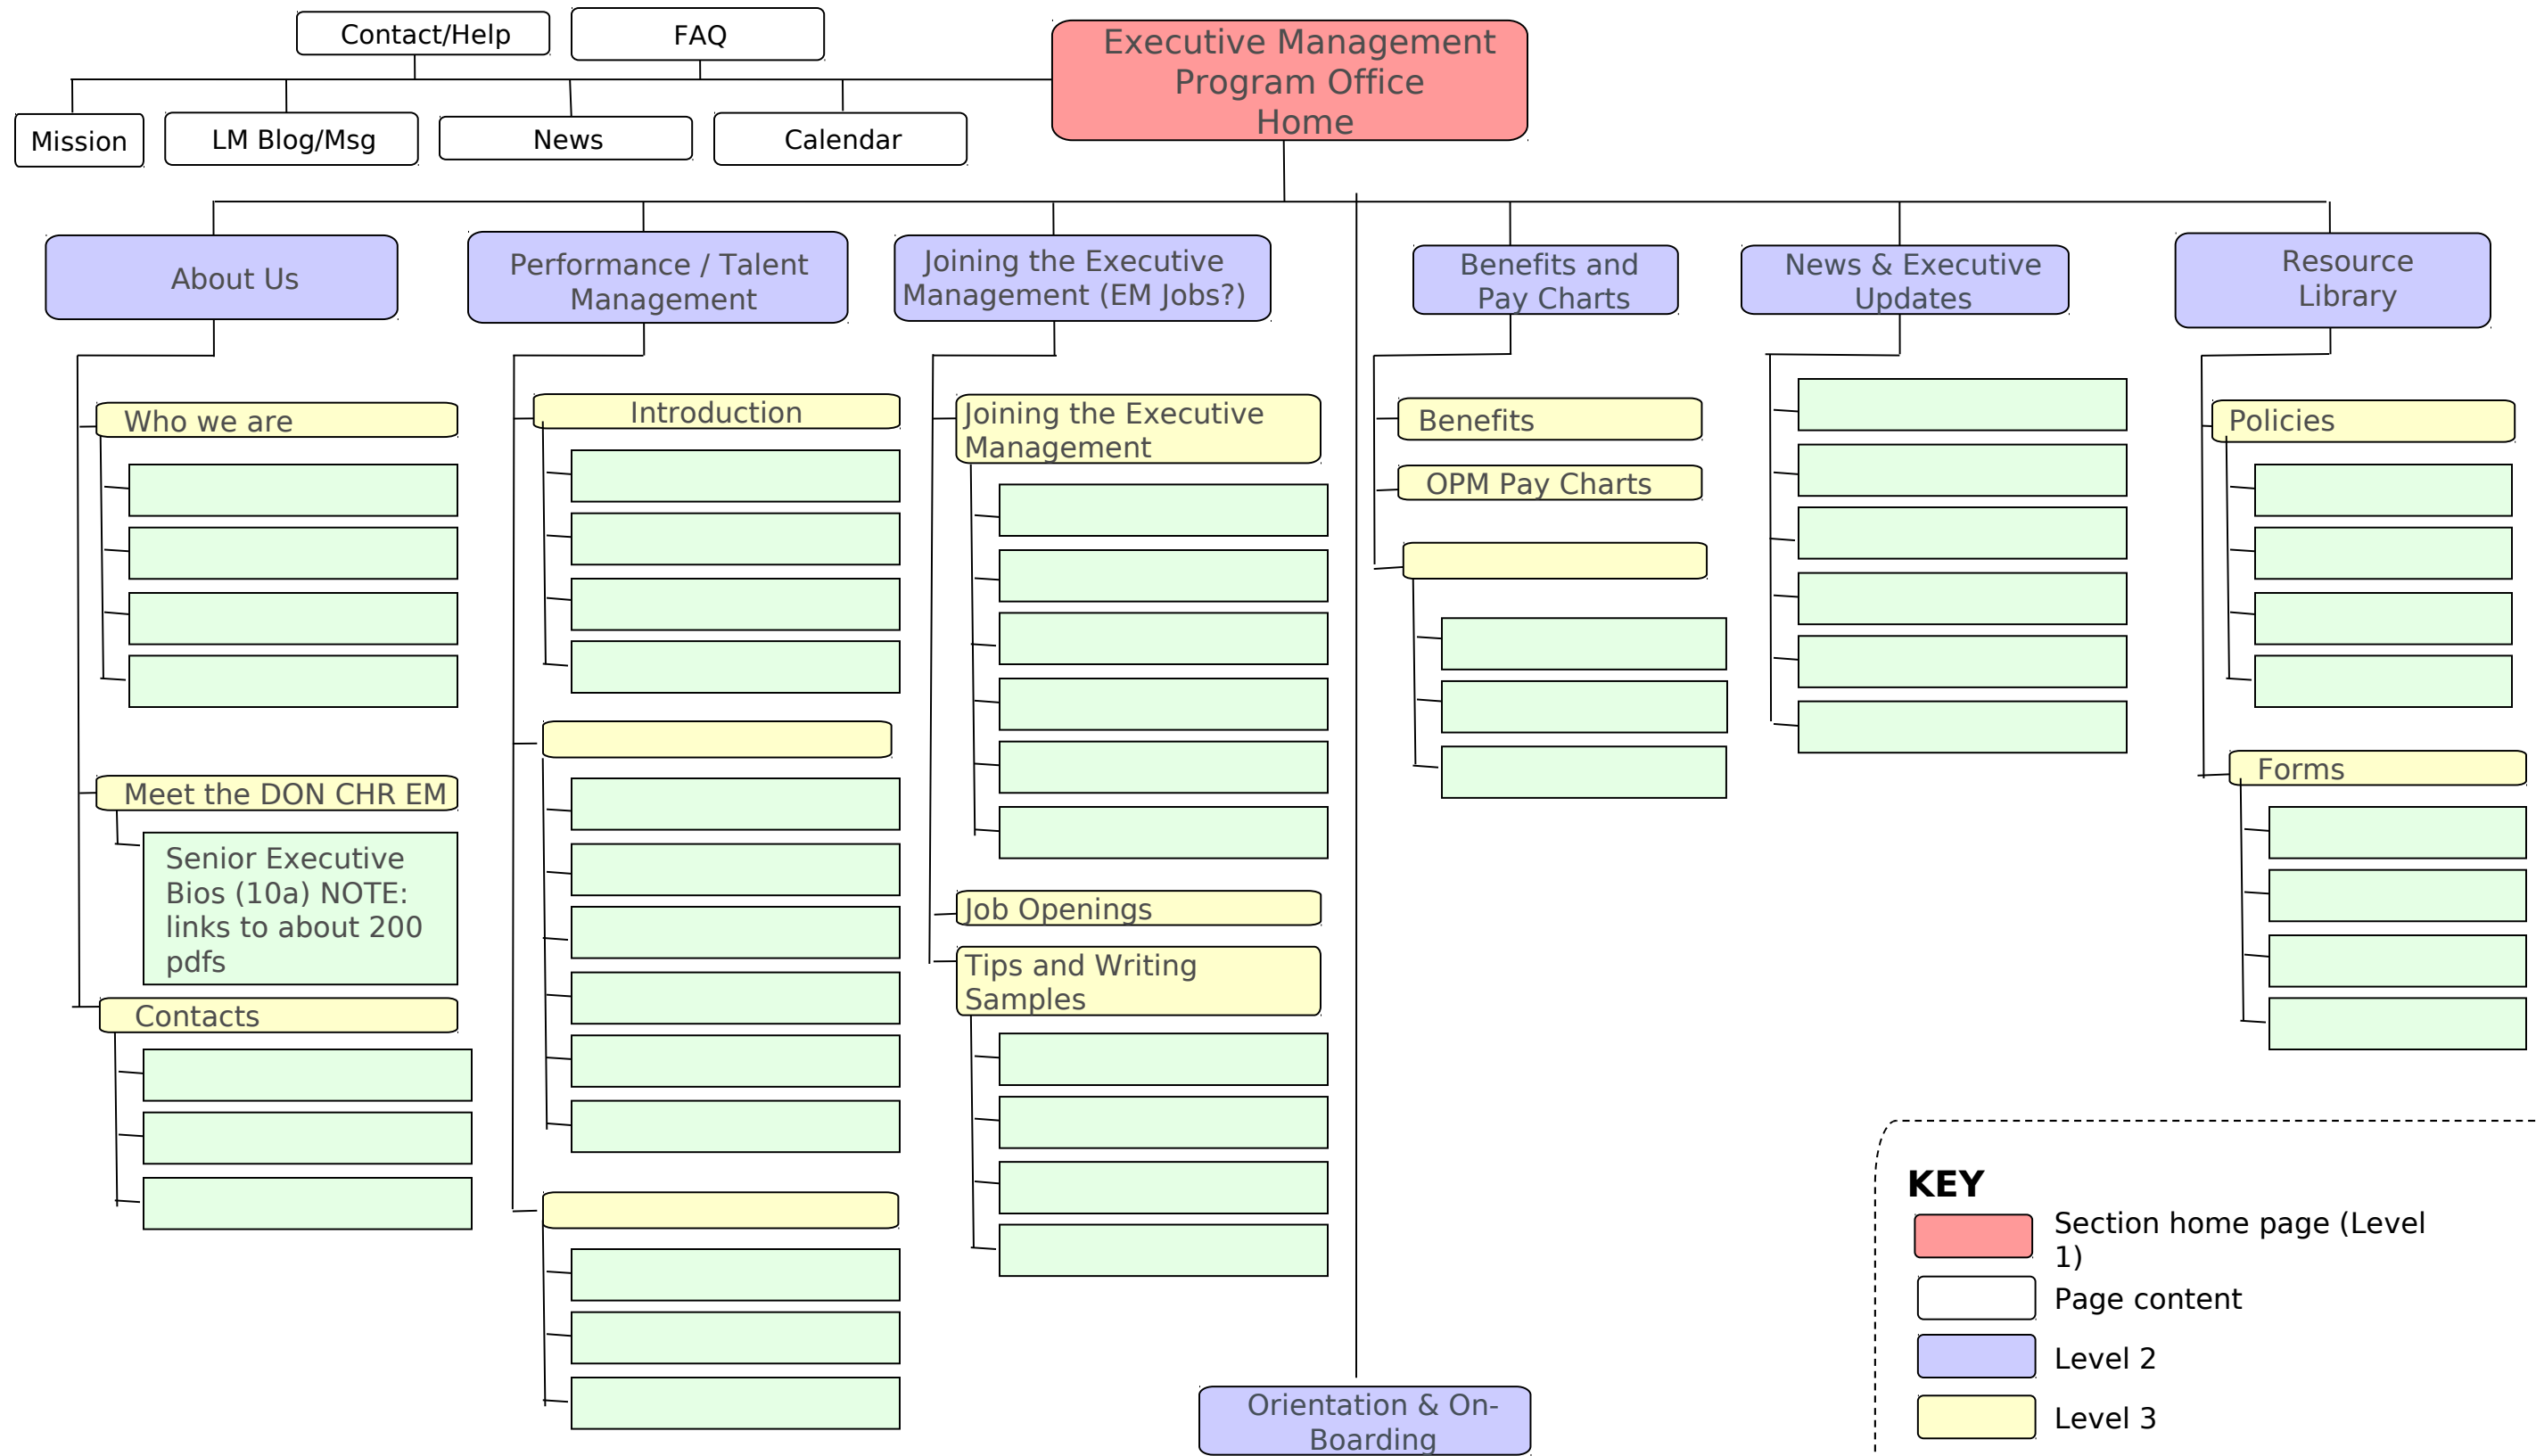 Contact/Help
FAQ
Executive Management
Program Office
Home
Mission
LM Blog/Msg
News
Calendar
About Us
Performance / Talent
Management
Joining the Executive
Management (EM Jobs?)
Benefits and
Pay Charts
News & Executive
Updates
Resource
Library
Who we are
Meet the DON CHR EM
Senior Executive
Bios (10a) NOTE:
links to about 200
pdfs
Contacts
Introduction
Joining the Executive
Management
Job Openings
Tips and Writing
Samples
Benefits
OPM Pay Charts
Policies
Forms
Orientation & On-
Boarding
KEY
Section home page (Level
1)
Page content
Level 2
Level 3